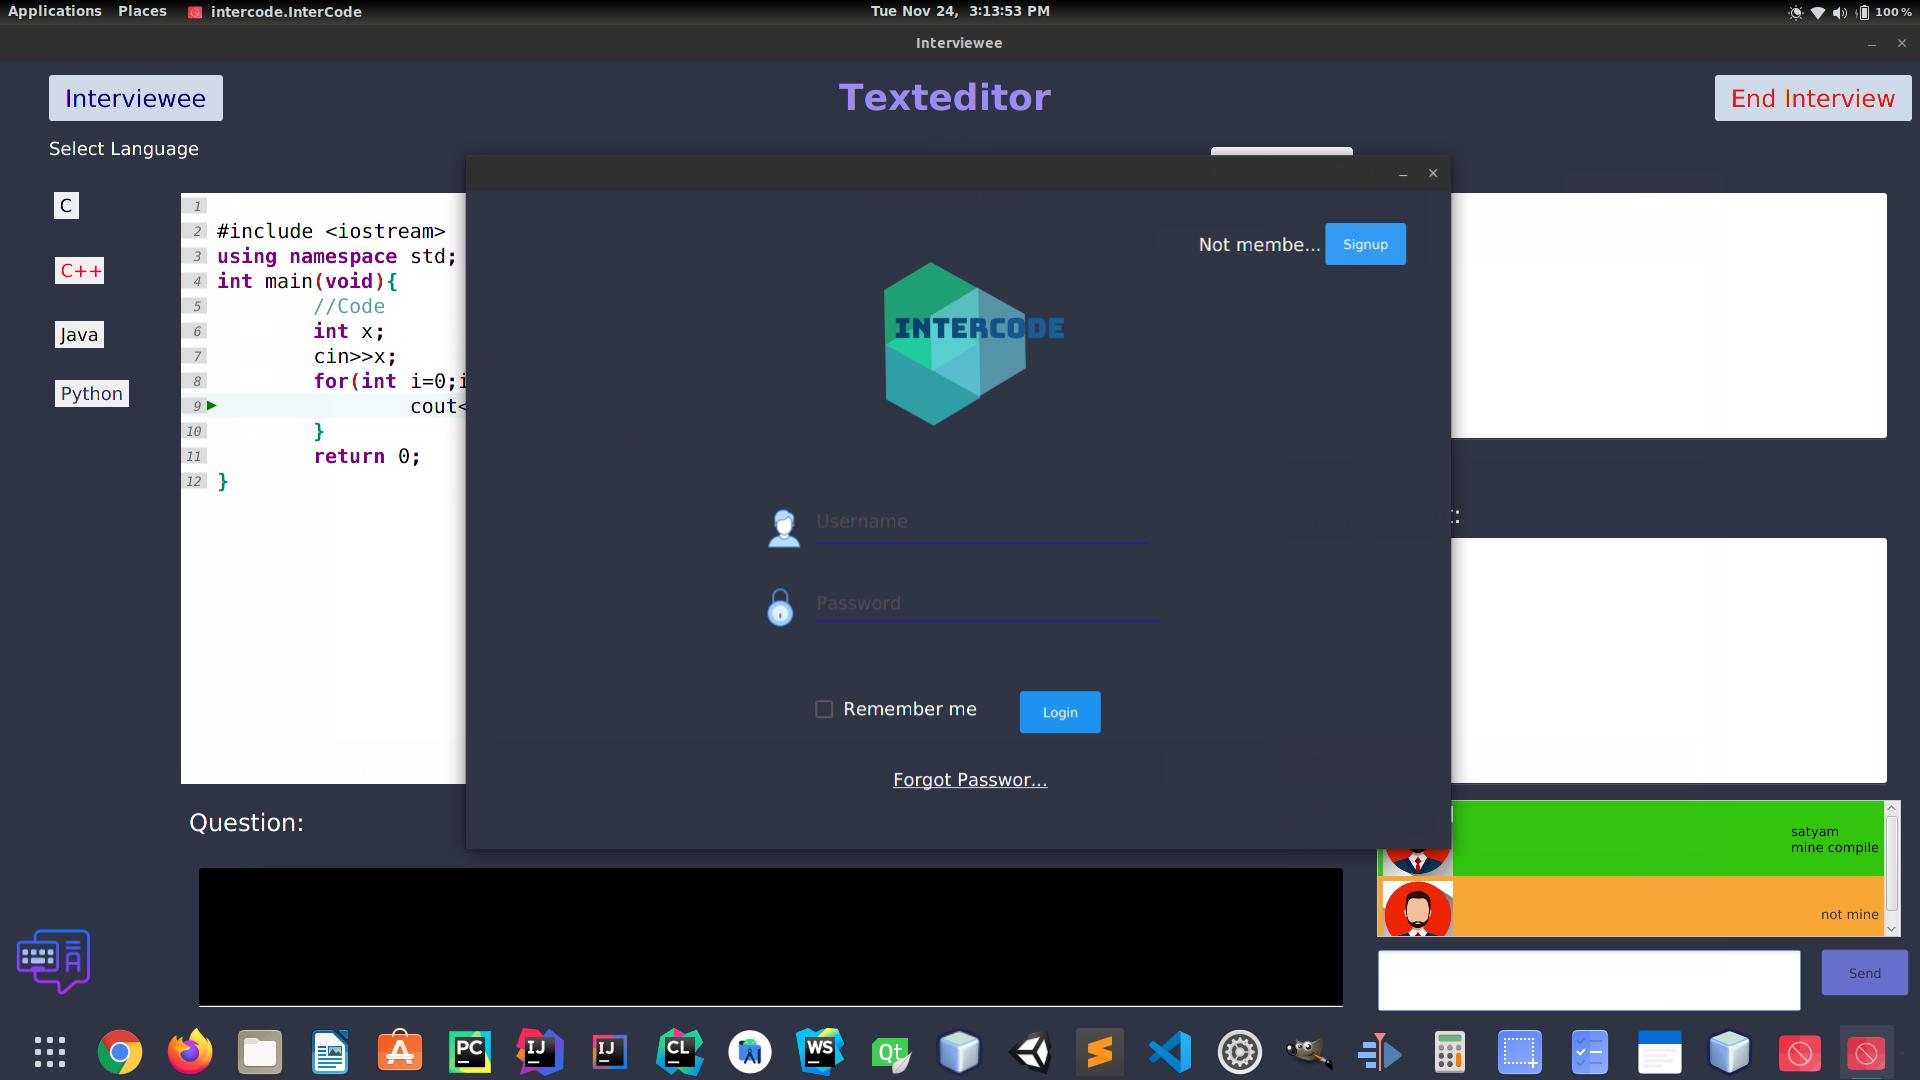 Applications Places intercode.InterCode Tue Nov 24, 3:13:53 PM 100 %
Interviewee
Interviewee Texteditor End Interview
Select Language
C
C++
Java
Python
1
2 #include <iostream>
3 using namespace std;
4 int main(void){
5 //Code
6 int x;
7 cin>>x;
8 for(int i=0;i
9 cout<
10 }
11 return 0;
12 }
Not membe... Signup
INTERCODE
Username
Password
Remember me Login
Forgot Passwor...
Question:
satyam
mine compile
not mine
Send
PC IJ IJ CL WS Qt